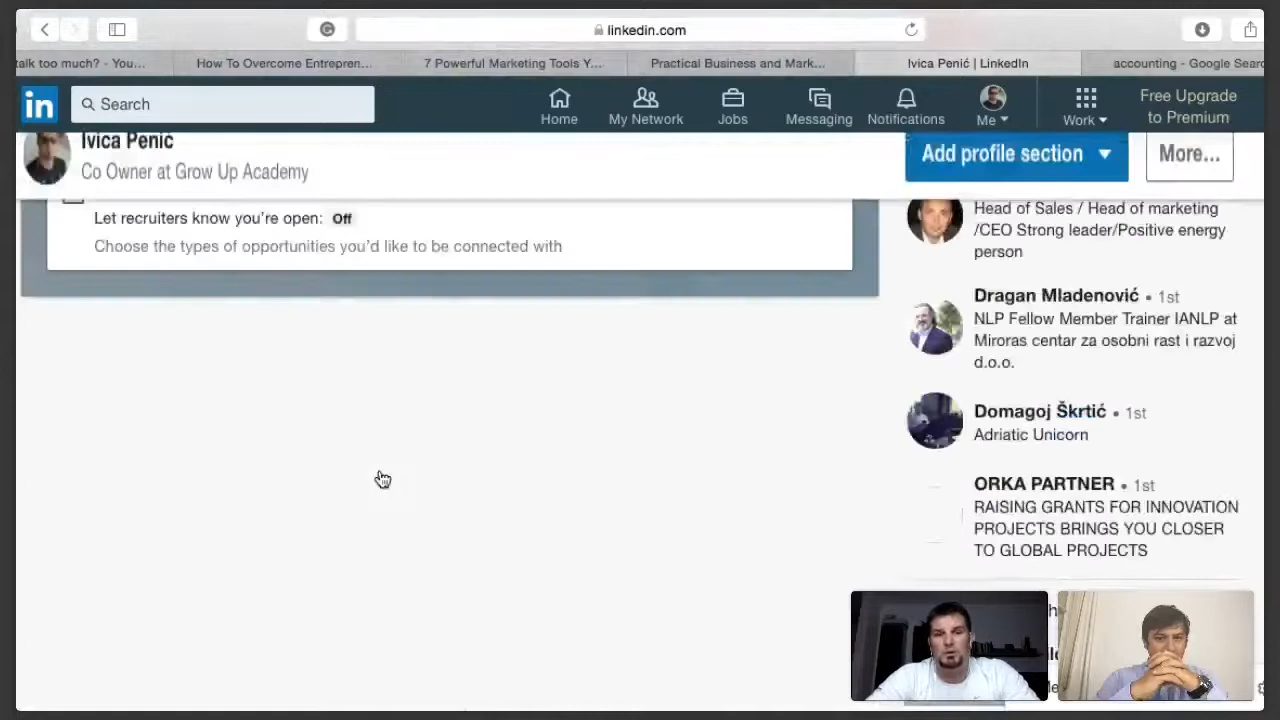 linkedin.com
talk too much? - You...
How To Overcome Entrepren...
7 Powerful Marketing Tools Y...
Practical Business and Mark...
Ivica Penić | LinkedIn
accounting - Google Sear
in
Search
Home
My Network
Jobs
Messaging
Notifications
Me
Work
Free Upgrade
to Premium
Ivica Penić
Co Owner at Grow Up Academy
Add profile section
More...
Let recruiters know you're open: Off
Choose the types of opportunities you'd like to be connected with
Head of Sales / Head of marketing
/CEO Strong leader/Positive energy
person
Dragan Mladenović • 1st
NLP Fellow Member Trainer IANLP at
Miroras centar za osobni rast i razvoj
d.o.o.
Domagoj Škrtić • 1st
Adriatic Unicorn
ORKA PARTNER • 1st
RAISING GRANTS FOR INNOVATION
PROJECTS BRINGS YOU CLOSER
TO GLOBAL PROJECTS